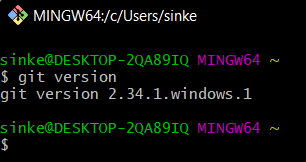 MINGW64:/c/Users/sinke
sinke@DESKTOP-2QA89IQ MINGW64 ~
$ git version
git version 2.34.1.windows.1
sinke@DESKTOP-2QA89IQ MINGW64 ~
$